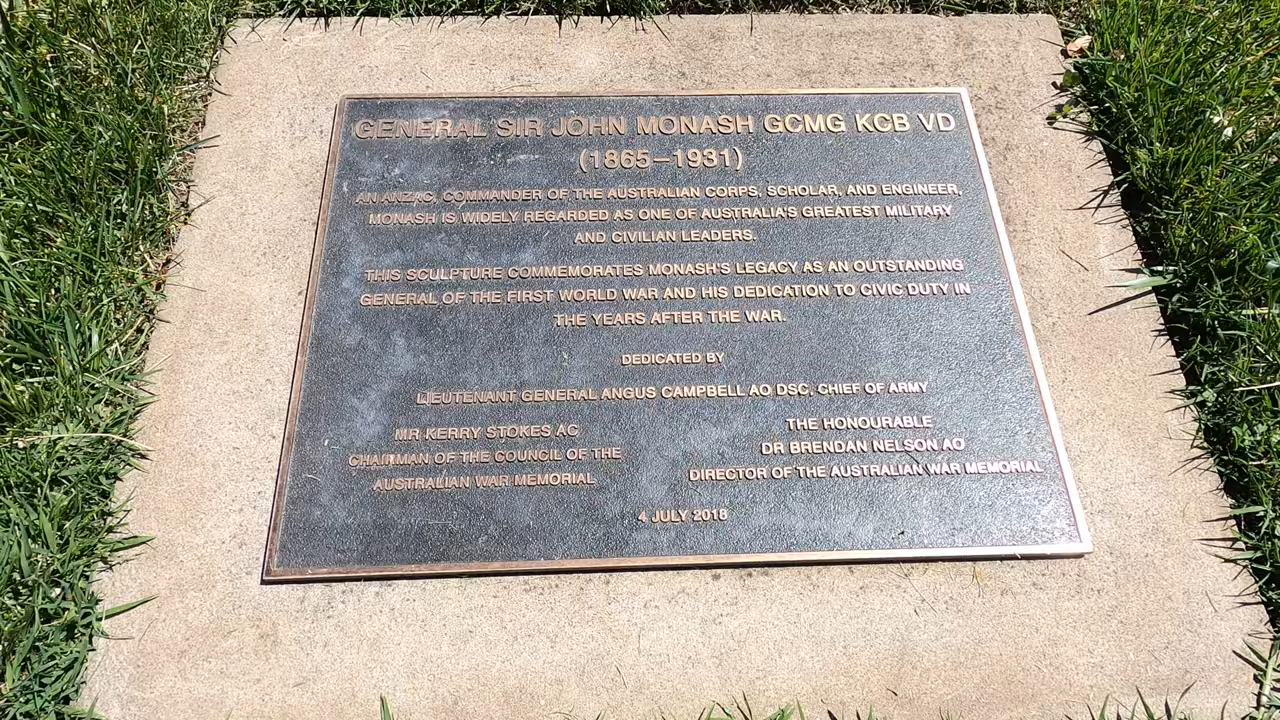 GENERAL SIR JOHN MONASH GCMG KCB VD
(1865–1931)
AN ANZAC, COMMANDER OF THE AUSTRALIAN CORPS, SCHOLAR, AND ENGINEER,
MONASH IS WIDELY REGARDED AS ONE OF AUSTRALIA'S GREATEST MILITARY
AND CIVILIAN LEADERS.
THIS SCULPTURE COMMEMORATES MONASH'S LEGACY AS AN OUTSTANDING
GENERAL OF THE FIRST WORLD WAR AND HIS DEDICATION TO CIVIC DUTY IN
THE YEARS AFTER THE WAR.
DEDICATED BY
LIEUTENANT GENERAL ANGUS CAMPBELL AO DSC, CHIEF OF ARMY
MR KERRY STOKES AC
CHAIRMAN OF THE COUNCIL OF THE
AUSTRALIAN WAR MEMORIAL
THE HONOURABLE
DR BRENDAN NELSON AO
DIRECTOR OF THE AUSTRALIAN WAR MEMORIAL
4 JULY 2018